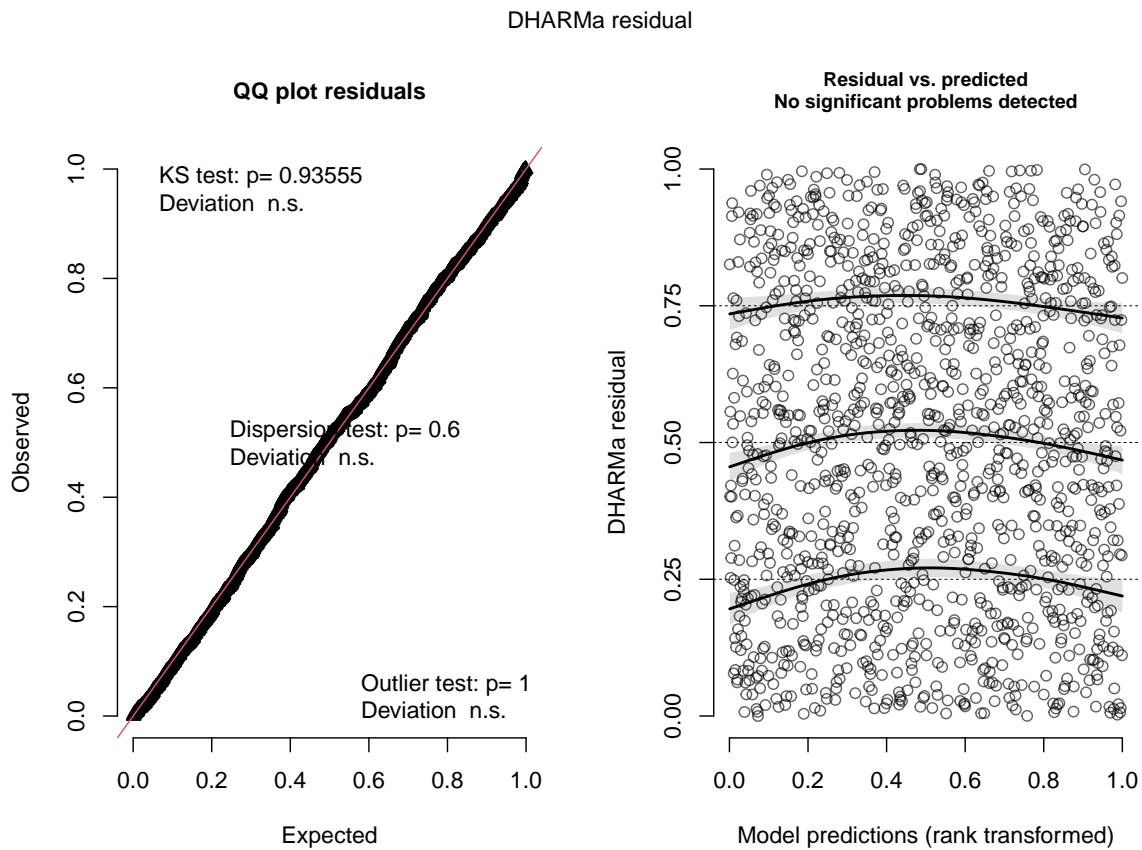 DHARMa residual
QQ plot residuals
KS test: p= 0.93555
Deviation  n.s.
Dispersion test: p= 0.6
Deviation  n.s.
Outlier test: p= 1
Deviation  n.s.
Observed
0.0
0.2
0.4
0.6
0.8
1.0
0.0
0.2
0.4
0.6
0.8
1.0
Expected
Residual vs. predicted
No significant problems detected
DHARMa residual
0.00
0.25
0.50
0.75
1.00
0.0
0.2
0.4
0.6
0.8
1.0
Model predictions (rank transformed)